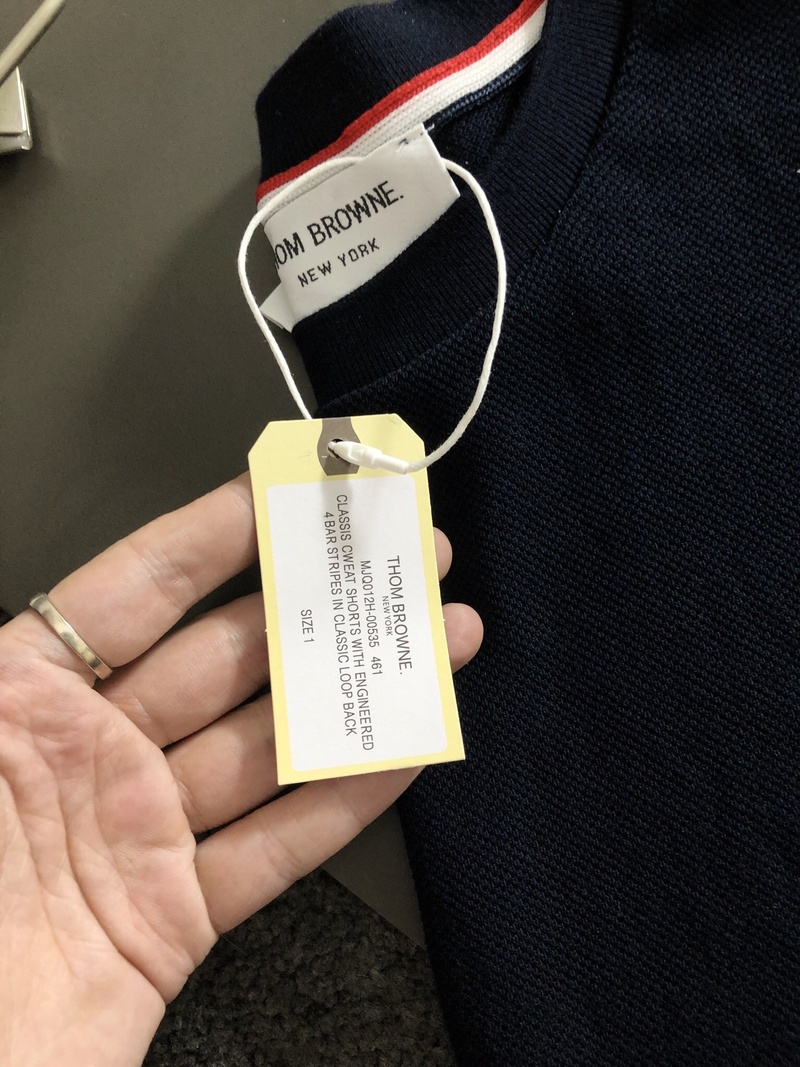 OM BROWNE.
NEW YORK
THOM BROWNE.
NEW YORK
MJQ012H-00535 461
CLASSIS CWEAT SHORTS WITH ENGINEERED
4 BAR STRIPES IN CLASSIC LOOP BACK
SIZE 1